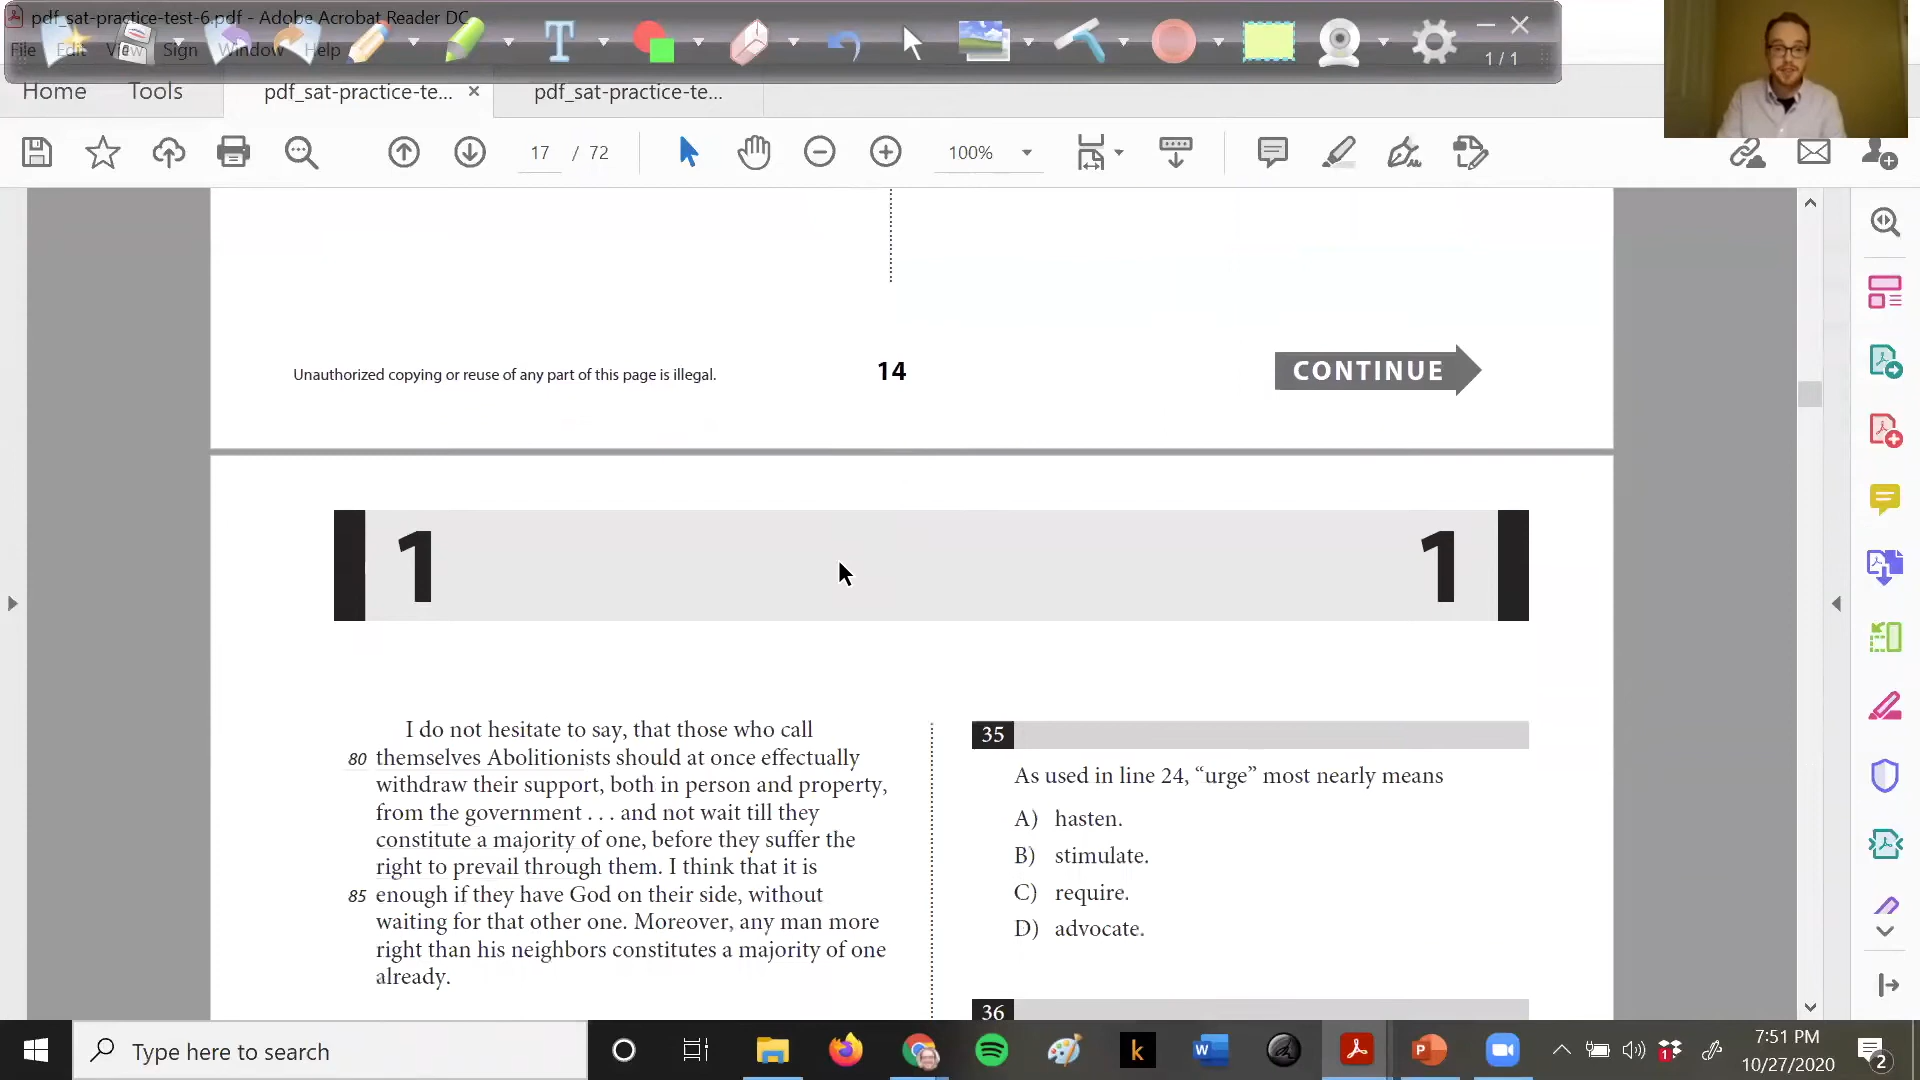 pdf_sat-practice-test-6.pdf - Adobe Acrobat Reader DC
File Edit View Sign Window Help
1 / 1
Home Tools pdf_sat-practice-te... × pdf_sat-practice-te...
17 / 72 100%
Unauthorized copying or reuse of any part of this page is illegal. 14 CONTINUE
1 1
I do not hesitate to say, that those who call
80 themselves Abolitionists should at once effectually
withdraw their support, both in person and property,
from the government . . . and not wait till they
constitute a majority of one, before they suffer the
right to prevail through them. I think that it is
85 enough if they have God on their side, without
waiting for that other one. Moreover, any man more
right than his neighbors constitutes a majority of one
already.
35
As used in line 24, “urge” most nearly means
A) hasten.
B) stimulate.
C) require.
D) advocate.
36
Type here to search
7:51 PM
10/27/2020
2